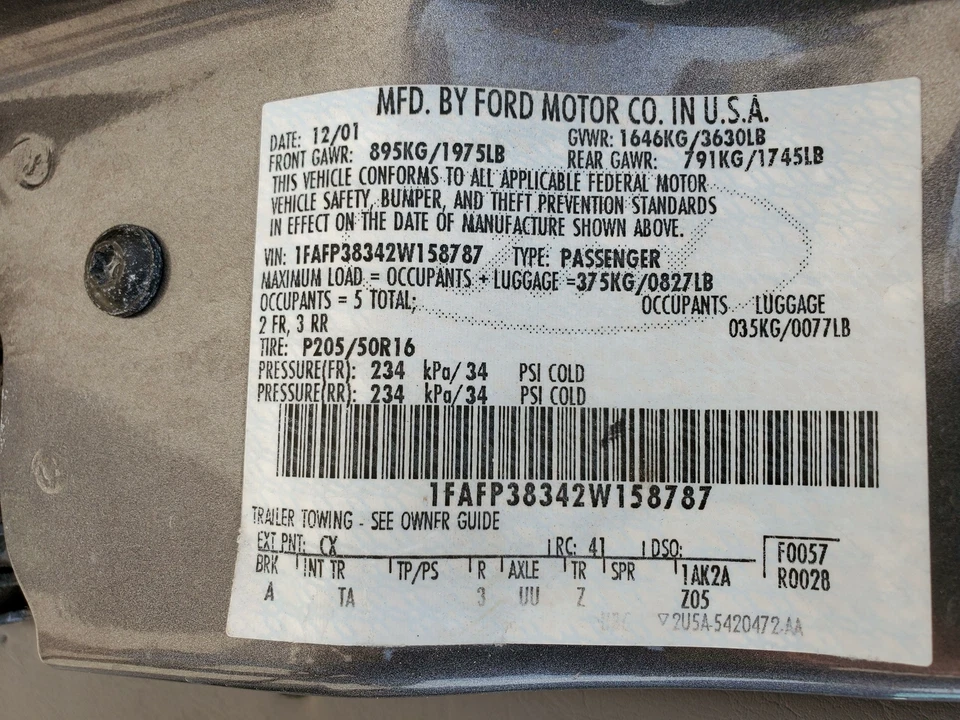 MFD. BY FORD MOTOR CO. IN U.S.A.
DATE: 12/01 GVWR: 1646KG/3630LB
FRONT GAWR: 895KG/1975LB REAR GAWR: 791KG/1745LB
THIS VEHICLE CONFORMS TO ALL APPLICABLE FEDERAL MOTOR
VEHICLE SAFETY, BUMPER, AND THEFT PREVENTION STANDARDS
IN EFFECT ON THE DATE OF MANUFACTURE SHOWN ABOVE.
VIN: 1FAFP38342W158787 TYPE: PASSENGER
MAXIMUM LOAD = OCCUPANTS + LUGGAGE =375KG/0827LB
OCCUPANTS = 5 TOTAL; OCCUPANTS LUGGAGE
2 FR, 3 RR 035KG/0077LB
TIRE: P205/50R16
PRESSURE(FR): 234 kPa/34 PSI COLD
PRESSURE(RR): 234 kPa/34 PSI COLD
1FAFP38342W158787
TRAILER TOWING - SEE OWNER GUIDE
EXT PNT: CX RC: 41 DSO: F0057
BRK INT TR TP/PS R AXLE TR SPR 1AK2A R0028
A TA 3 UU Z Z05
▽2U5A-5420472-AA